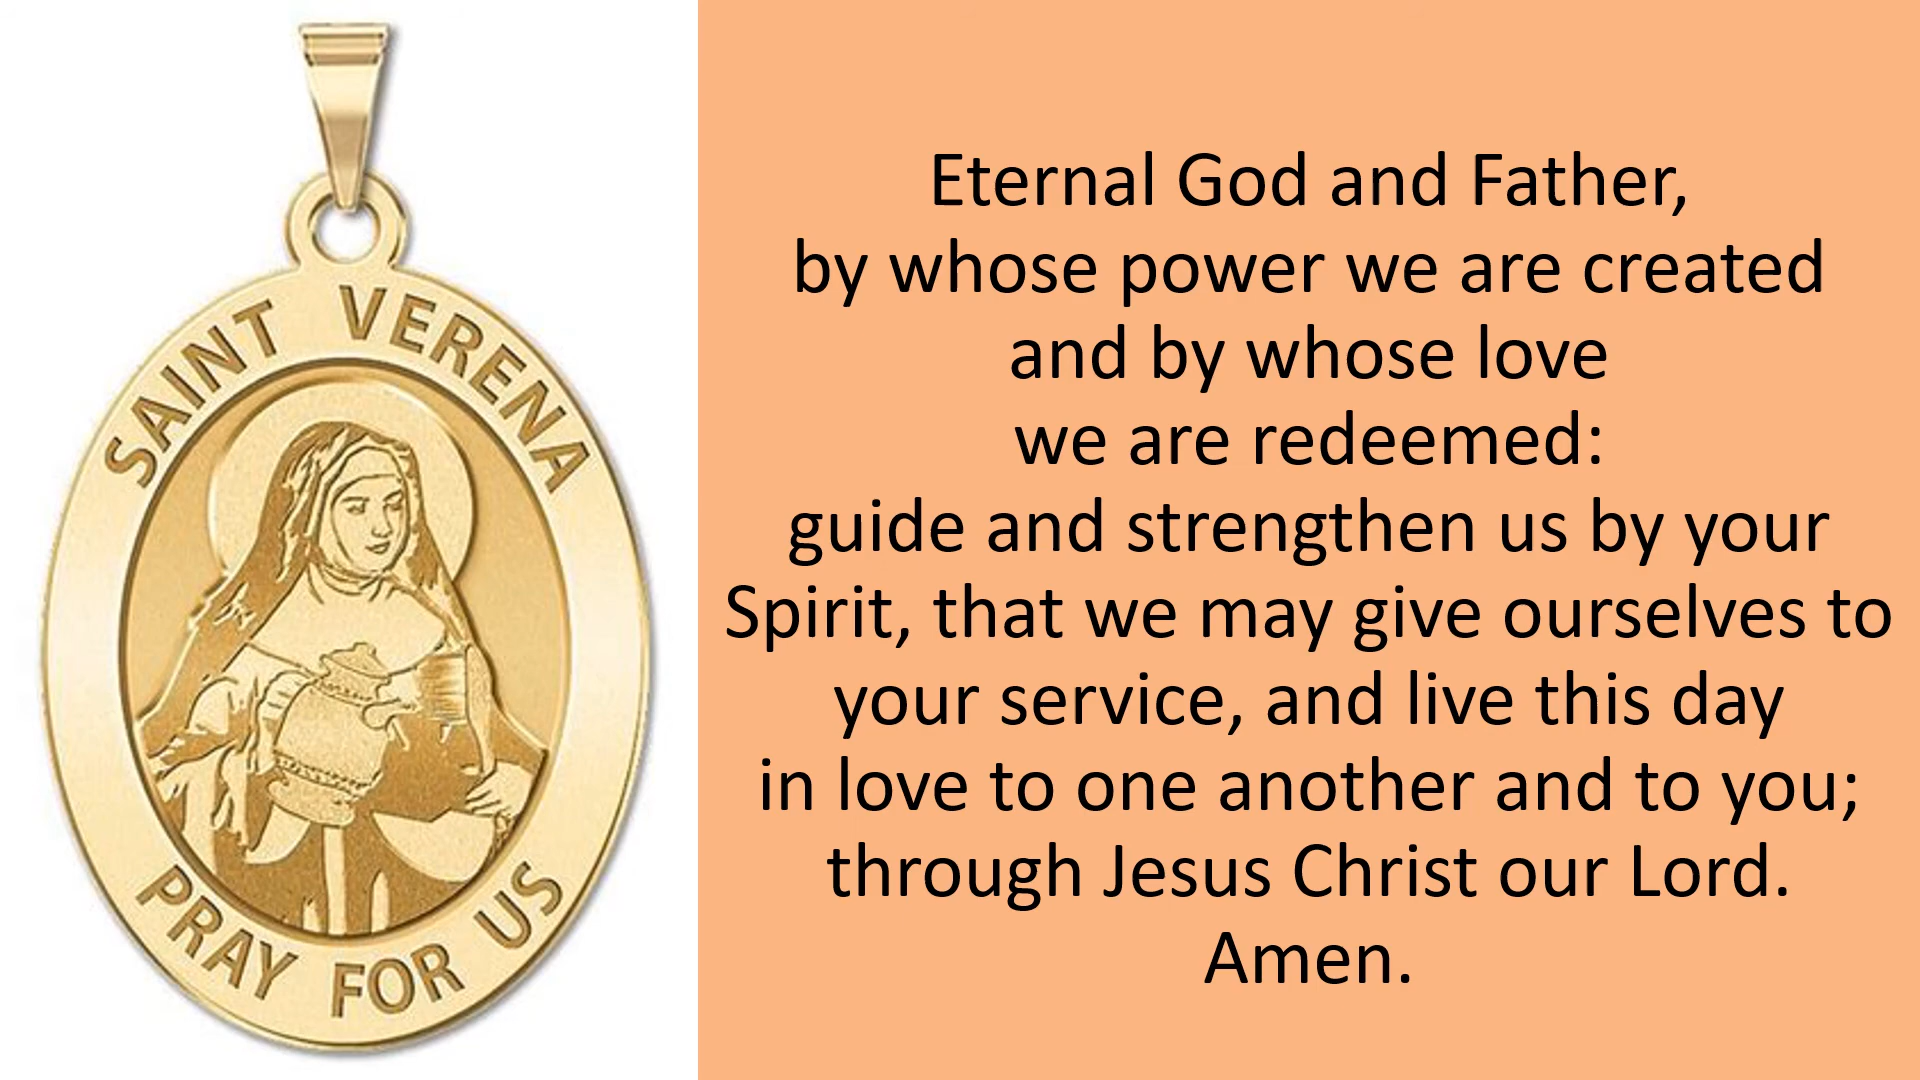 SAINT VERENA
PRAY FOR US
Eternal God and Father,
by whose power we are created
and by whose love
we are redeemed:
guide and strengthen us by your
Spirit, that we may give ourselves to
your service, and live this day
in love to one another and to you;
through Jesus Christ our Lord.
Amen.